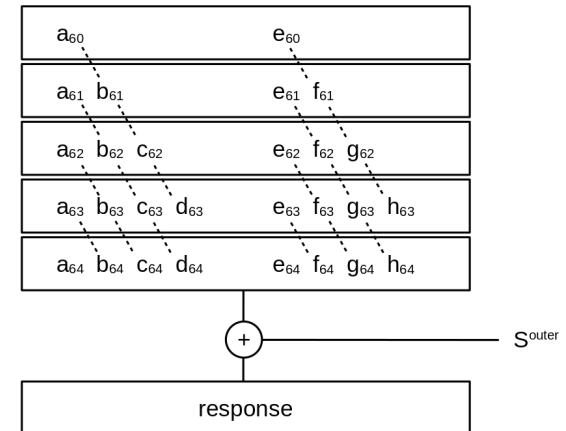 a60 e60
a61 b61 e61 f61
a62 b62 c62 e62 f62 g62
a63 b63 c63 d63 e63 f63 g63 h63
a64 b64 c64 d64 e64 f64 g64 h64
+ Souter
response